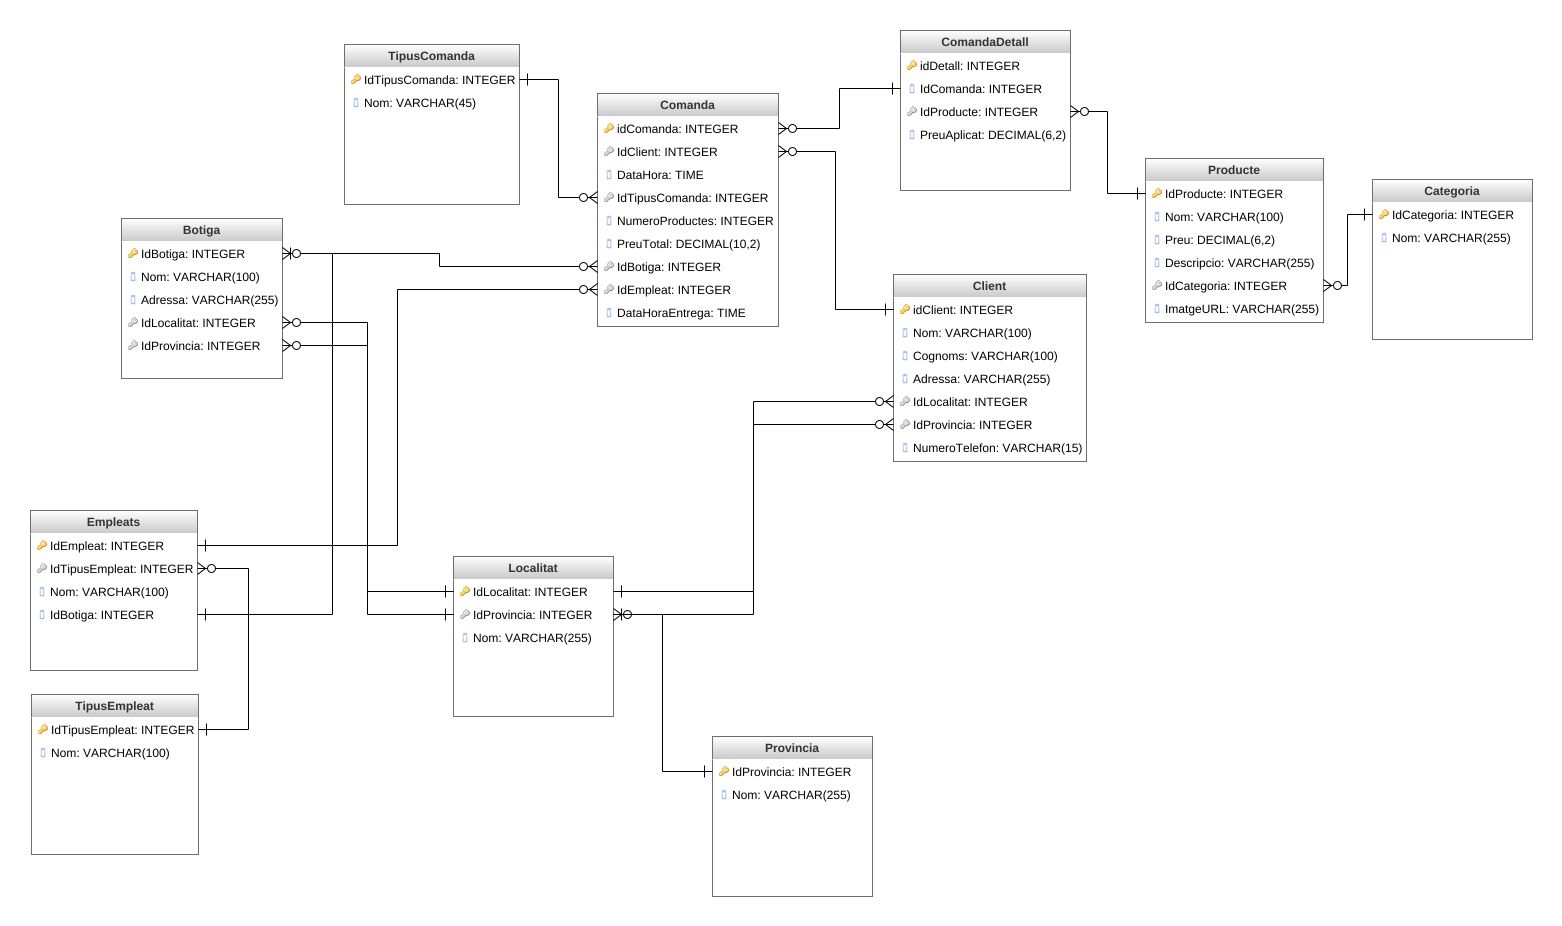 TipusComanda
IdTipusComanda: INTEGER
Nom: VARCHAR(45)
Comanda
idComanda: INTEGER
IdClient: INTEGER
DataHora: TIME
IdTipusComanda: INTEGER
NumeroProductes: INTEGER
PreuTotal: DECIMAL(10,2)
IdBotiga: INTEGER
IdEmpleat: INTEGER
DataHoraEntrega: TIME
ComandaDetall
idDetall: INTEGER
IdComanda: INTEGER
IdProducte: INTEGER
PreuAplicat: DECIMAL(6,2)
Producte
IdProducte: INTEGER
Nom: VARCHAR(100)
Preu: DECIMAL(6,2)
Descripcio: VARCHAR(255)
IdCategoria: INTEGER
ImatgeURL: VARCHAR(255)
Categoria
IdCategoria: INTEGER
Nom: VARCHAR(255)
Botiga
IdBotiga: INTEGER
Nom: VARCHAR(100)
Adressa: VARCHAR(255)
IdLocalitat: INTEGER
IdProvincia: INTEGER
Client
idClient: INTEGER
Nom: VARCHAR(100)
Cognoms: VARCHAR(100)
Adressa: VARCHAR(255)
IdLocalitat: INTEGER
IdProvincia: INTEGER
NumeroTelefon: VARCHAR(15)
Empleats
IdEmpleat: INTEGER
IdTipusEmpleat: INTEGER
Nom: VARCHAR(100)
IdBotiga: INTEGER
Localitat
IdLocalitat: INTEGER
IdProvincia: INTEGER
Nom: VARCHAR(255)
TipusEmpleat
IdTipusEmpleat: INTEGER
Nom: VARCHAR(100)
Provincia
IdProvincia: INTEGER
Nom: VARCHAR(255)